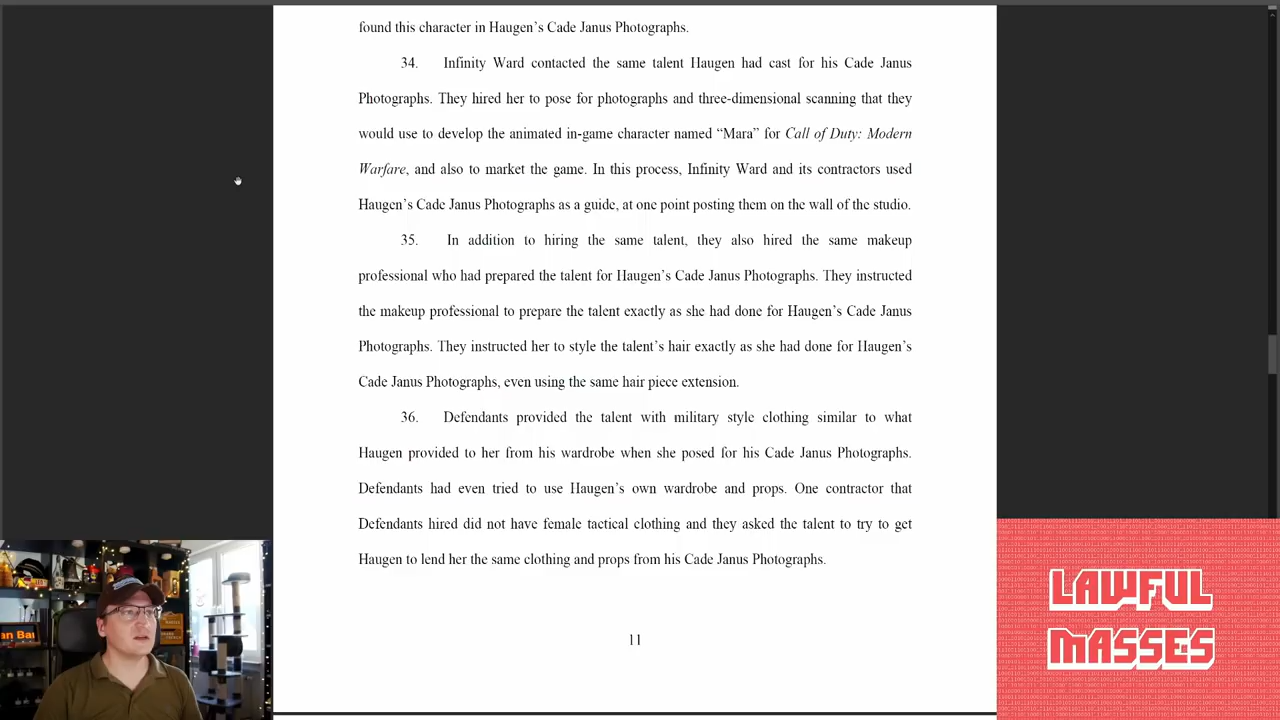 found this character in Haugen’s Cade Janus Photographs.
34. Infinity Ward contacted the same talent Haugen had cast for his Cade Janus
Photographs. They hired her to pose for photographs and three-dimensional scanning that they
would use to develop the animated in-game character named “Mara” for Call of Duty: Modern
Warfare, and also to market the game. In this process, Infinity Ward and its contractors used
Haugen’s Cade Janus Photographs as a guide, at one point posting them on the wall of the studio.
35. In addition to hiring the same talent, they also hired the same makeup
professional who had prepared the talent for Haugen’s Cade Janus Photographs. They instructed
the makeup professional to prepare the talent exactly as she had done for Haugen’s Cade Janus
Photographs. They instructed her to style the talent’s hair exactly as she had done for Haugen’s
Cade Janus Photographs, even using the same hair piece extension.
36. Defendants provided the talent with military style clothing similar to what
Haugen provided to her from his wardrobe when she posed for his Cade Janus Photographs.
Defendants had even tried to use Haugen’s own wardrobe and props. One contractor that
Defendants hired did not have female tactical clothing and they asked the talent to try to get
Haugen to lend her the same clothing and props from his Cade Janus Photographs.
11
LAWFUL
MASSES